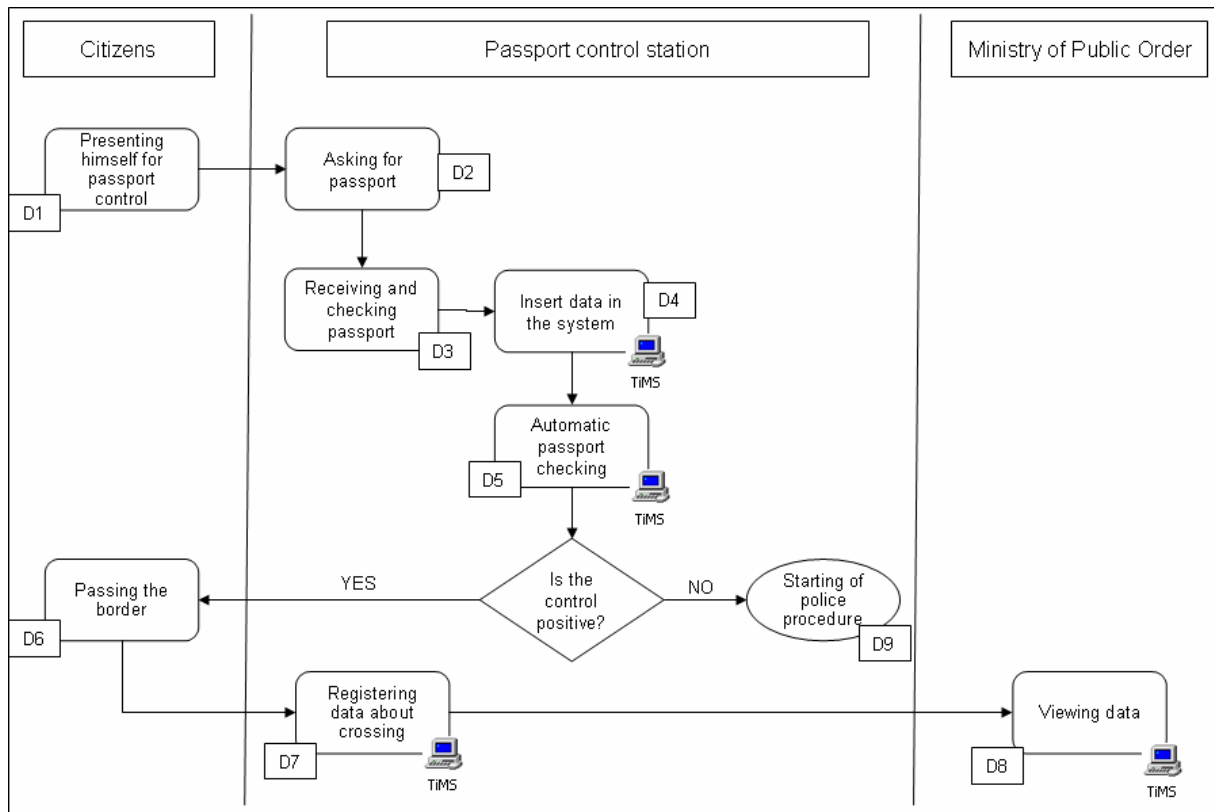 Citizens
Passport control station
Ministry of Public Order
Presenting
himself for
passport
control
D1
Asking for
passport
D2
Receiving and
checking
passport
D3
Insert data in
the system
D4
TiMS
Automatic
passport
checking
D5
TiMS
Is the
control
positive?
YES
NO
Passing the
border
D6
Starting of
police
procedure
D9
Registering
data about
crossing
D7
TiMS
Viewing data
D8
TiMS